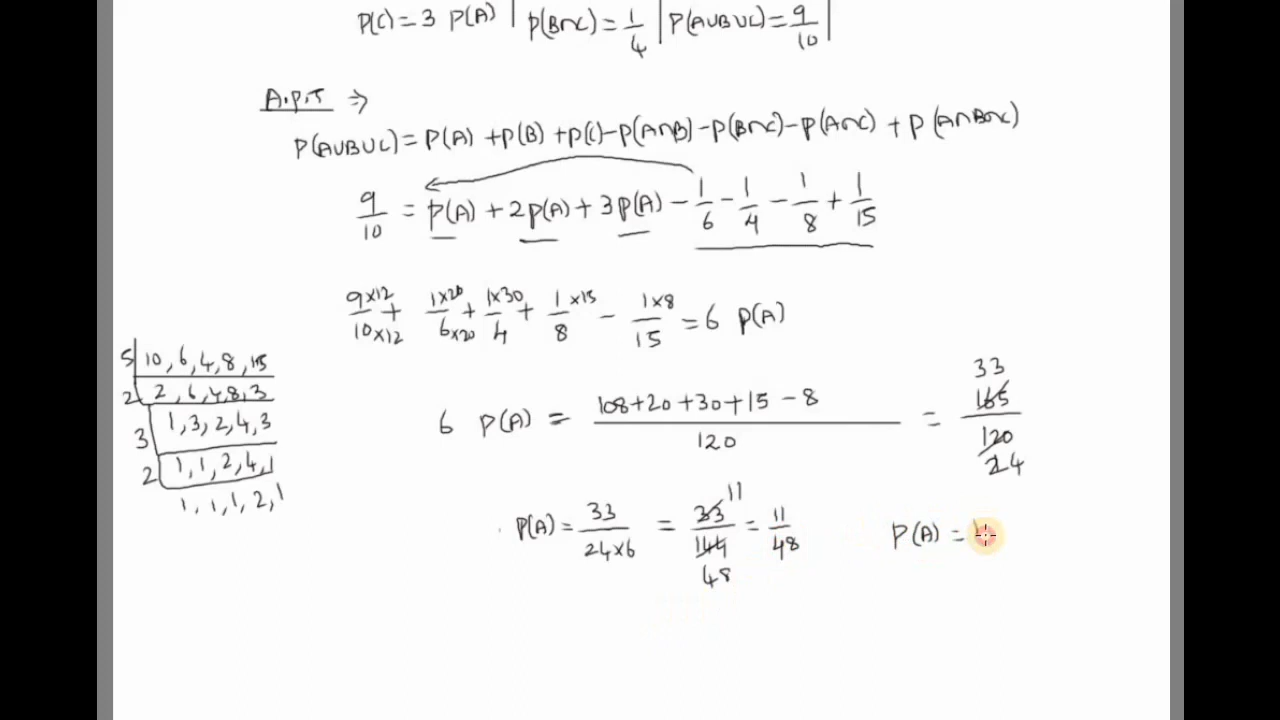 P(C) = 3 P(A) | P(B∩C) = 1/4 | P(AUBUC) = 9/10 |
A.P.T ⇒
P(AUBUC) = P(A) + P(B) + P(C) - P(A∩B) - P(B∩C) - P(A∩C) + P(A∩B∩C)
9/10 = P(A) + 2P(A) + 3P(A) - 1/6 - 1/4 - 1/8 + 1/15
9×12/10×12 + 1×20/6×20 + 1×30/4 + 1×15/8 - 1×8/15 = 6 P(A)
5| 10, 6, 4, 8, 15
2| 2, 6, 4, 8, 3
3| 1, 3, 2, 4, 3
2| 1, 1, 2, 4, 1
1, 1, 1, 2, 1
6 P(A) = 108+20+30+15-8 / 120 = 33 165 / 120 24
P(A) = 33 / 24×6 = 33 11 / 144 48 = 11/48
P(A) =